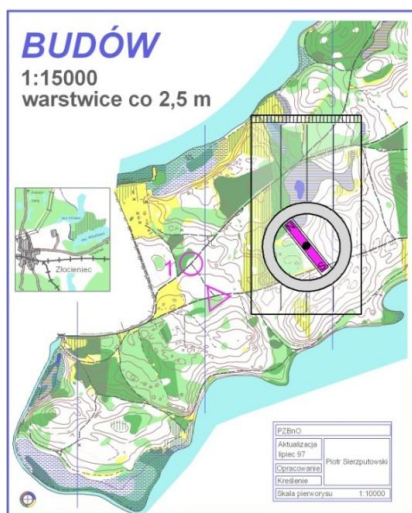 BUDÓW
1:15000
warstwice co 2,5 m
Złocieniec
1
N
S
PZBnO
Aktualizacja
lipiec 97
Piotr Sierzputowski
Opracowanie
Kreślenie
Skala pierworysu 1:10000